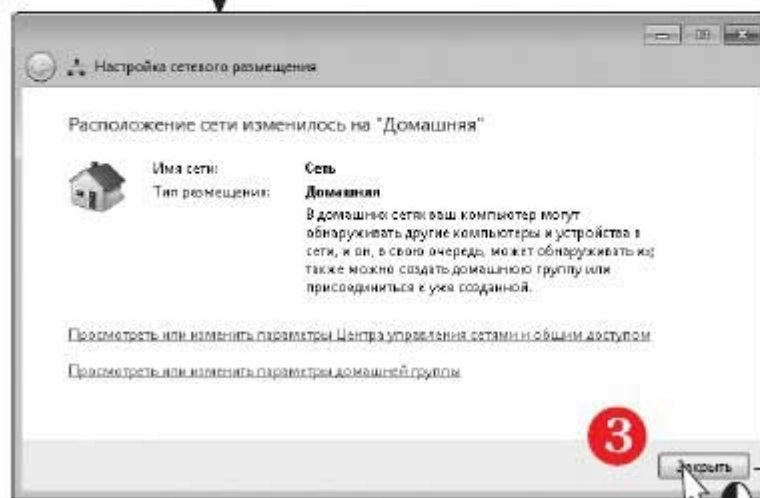 Настройка сетевого размещения
Расположение сети изменилось на "Домашняя"
Имя сети: Сеть
Тип размещения: Домашняя
В домашних сетях ваш компьютер могут
обнаруживать другие компьютеры и устройства в
сети, и он, в свою очередь, может обнаруживать их;
также можно создать домашнюю группу или
присоединиться к уже созданной.
Просмотреть или изменить параметры Центра управления сетями и общим доступом
Просмотреть или изменить параметры домашней группы
3
Закрыть